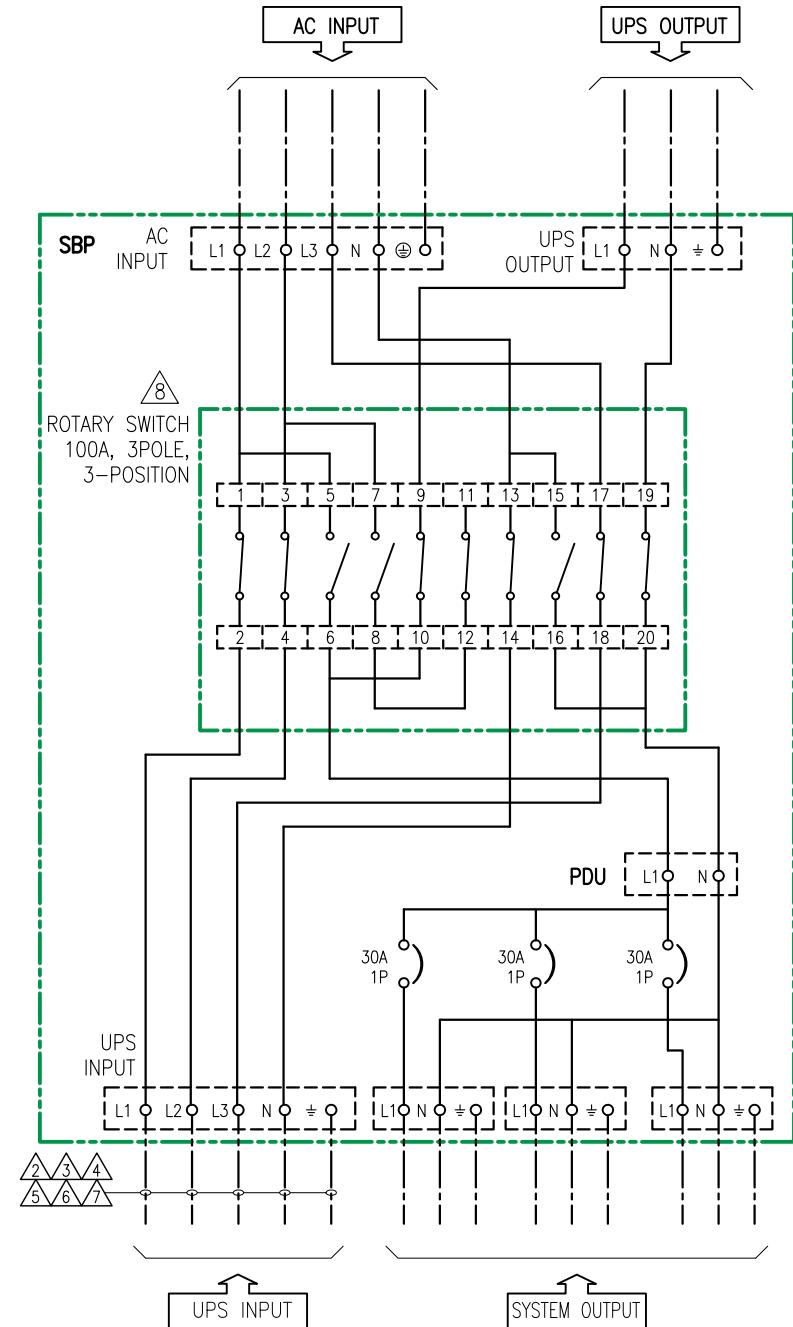 AC INPUT
UPS OUTPUT
SBP
AC
INPUT
L1 L2 L3 N
UPS
OUTPUT
L1 N
8
ROTARY SWITCH
100A, 3POLE,
3-POSITION
1 3 5 7 9 11 13 15 17 19
2 4 6 8 10 12 14 16 18 20
PDU
L1 N
30A
1P
30A
1P
30A
1P
UPS
INPUT
L1 L2 L3 N
L1 N
L1 N
L1 N
2 3 4
5 6 7
UPS INPUT
SYSTEM OUTPUT